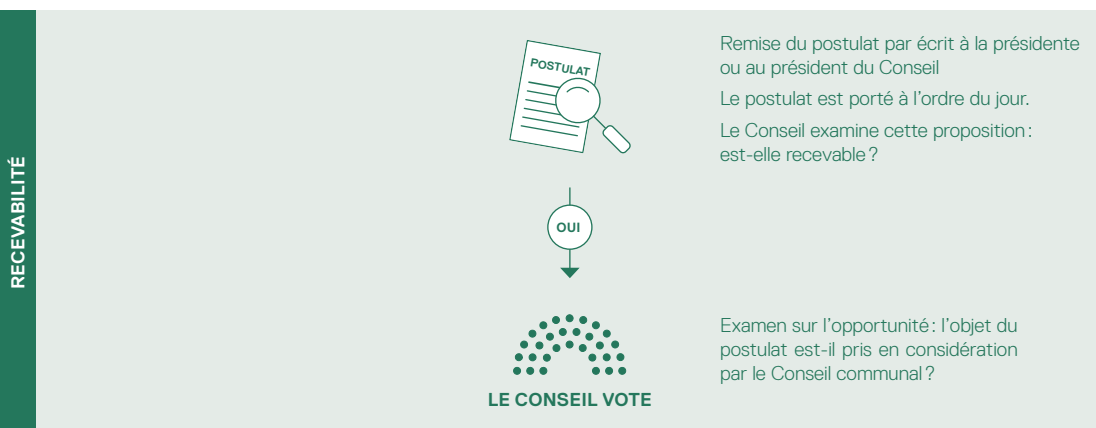 RECEVABILITÉ
POSTULAT
Remise du postulat par écrit à la présidente
ou au président du Conseil
Le postulat est porté à l'ordre du jour.
Le Conseil examine cette proposition :
est-elle recevable ?
OUI
LE CONSEIL VOTE
Examen sur l'opportunité : l'objet du
postulat est-il pris en considération
par le Conseil communal ?